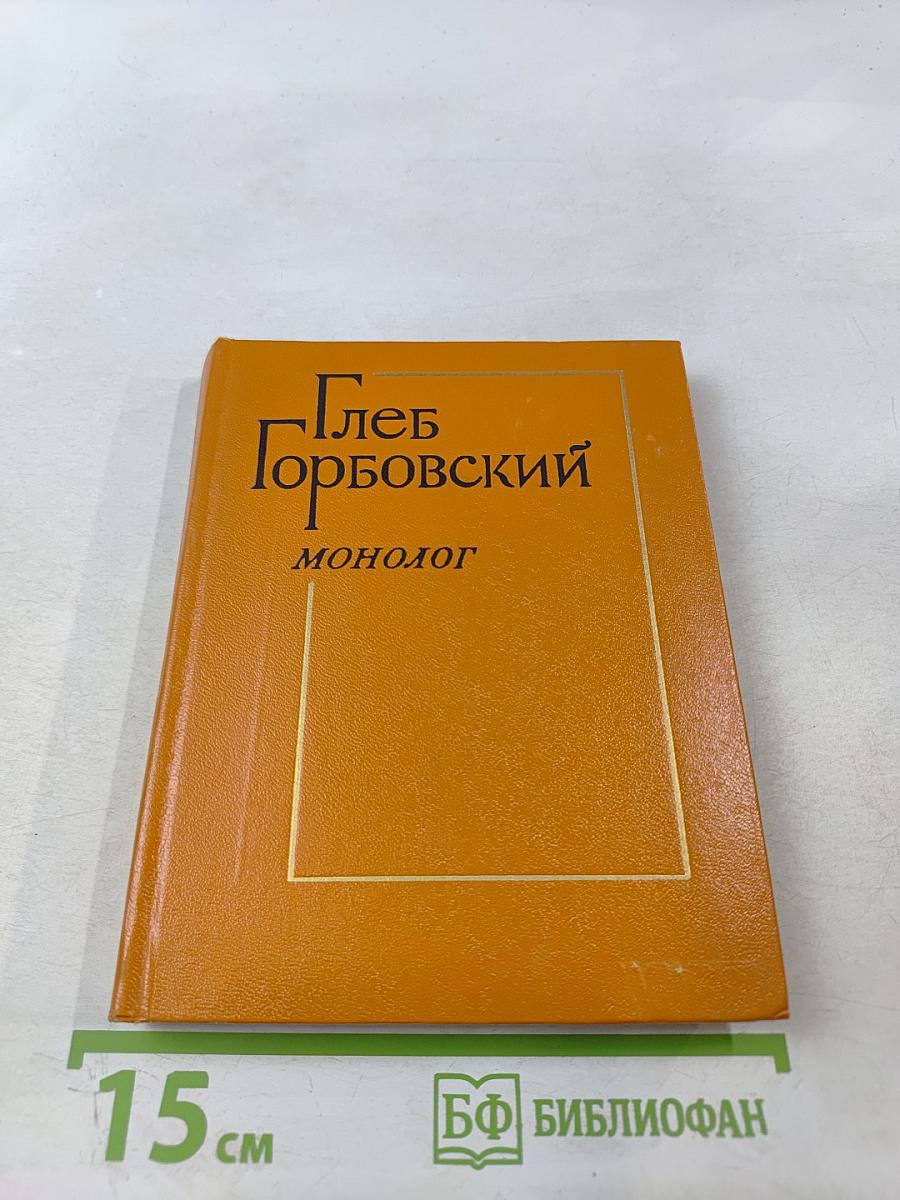 Глеб
Горбовский
монолог
15 см
БФ БИБЛИОФАН